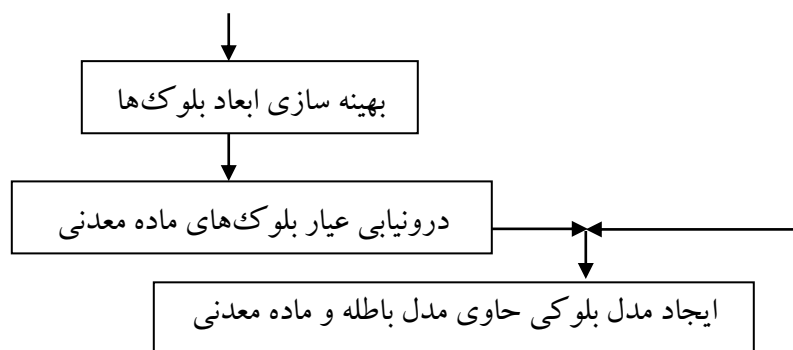 بهینه سازی ابعاد بلوک‌ها
درونیابی عیار بلوک‌های ماده معدنی
ایجاد مدل بلوکی حاوی مدل باطله و ماده معدنی